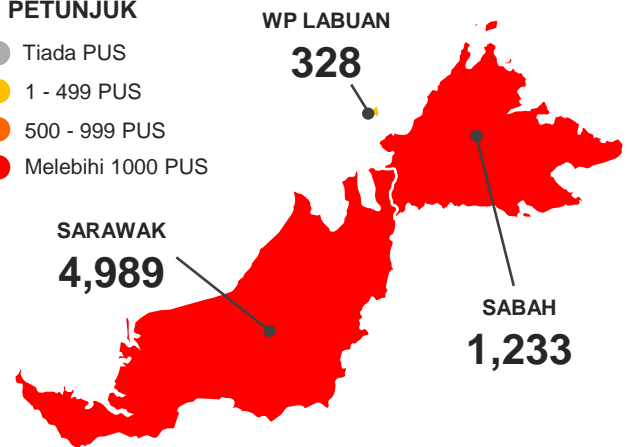 PETUNJUK
Tiada PUS
1 - 499 PUS
500 - 999 PUS
Melebihi 1000 PUS
WP LABUAN
328
SARAWAK
4,989
SABAH
1,233